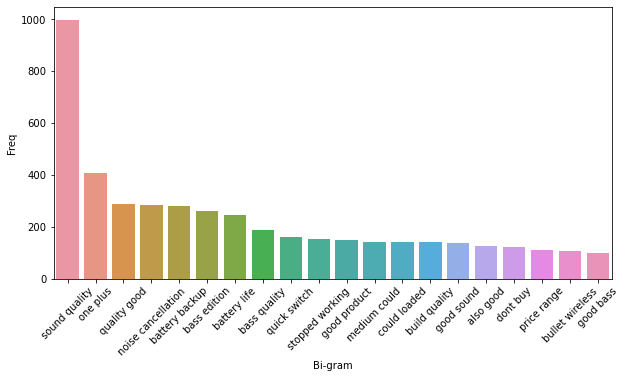 1000
800
600
400
200
0
Freq
sound quality
one plus
quality good
noise cancellation
battery backup
bass edition
battery life
bass quality
quick switch
stopped working
good product
medium could
could loaded
build quality
good sound
also good
dont buy
price range
bullet wireless
good bass
Bi-gram